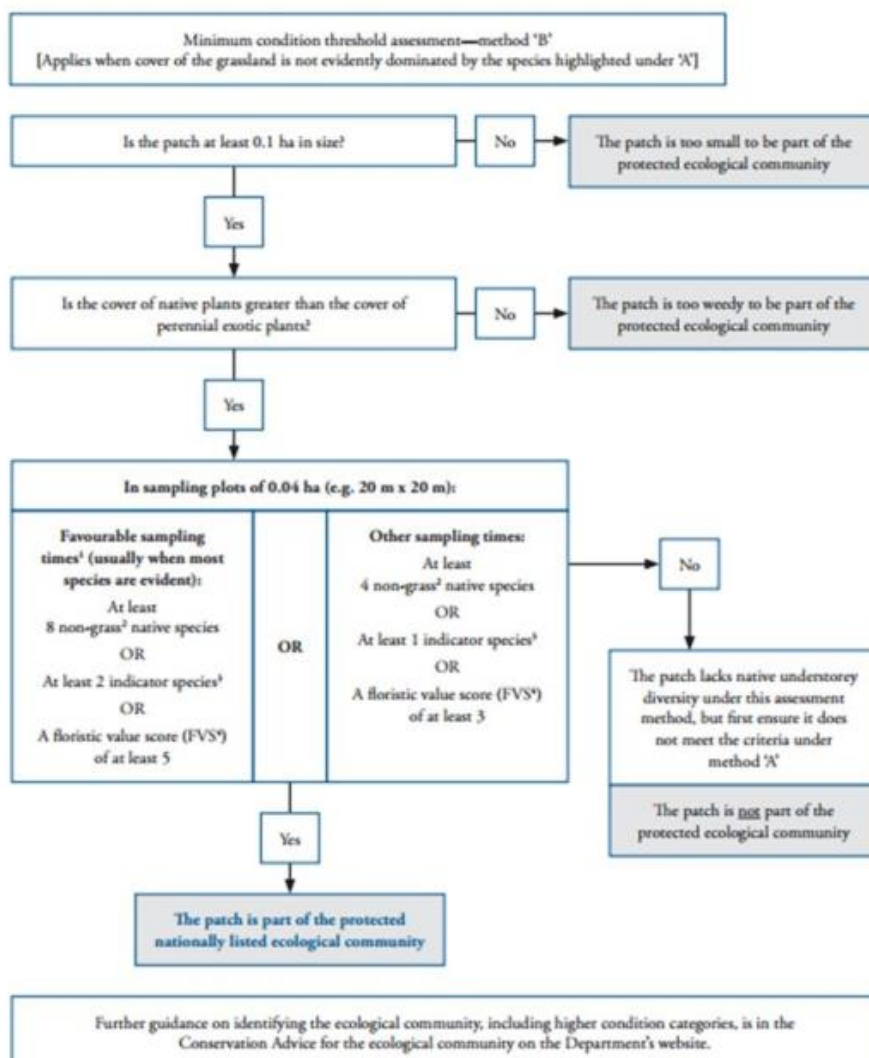 Minimum condition threshold assessment—method 'B'
[Applies when cover of the grassland is not evidently dominated by the species highlighted under 'A']
Is the patch at least 0.1 ha in size?
No
The patch is too small to be part of the
protected ecological community
Yes
Is the cover of native plants greater than the cover of
perennial exotic plants?
No
The patch is too weedy to be part of the
protected ecological community
Yes
In sampling plots of 0.04 ha (e.g. 20 m x 20 m):
Favourable sampling
times¹ (usually when most
species are evident):
At least
8 non-grass² native species
OR
At least 2 indicator species³
OR
A floristic value score (FVS⁴)
of at least 5
OR
Other sampling times:
At least
4 non-grass² native species
OR
At least 1 indicator species³
OR
A floristic value score (FVS⁴)
of at least 3
No
The patch lacks native understorey
diversity under this assessment
method, but first ensure it does
not meet the criteria under
method 'A'
The patch is not part of the
protected ecological community
Yes
The patch is part of the protected
nationally listed ecological community
Further guidance on identifying the ecological community, including higher condition categories, is in the
Conservation Advice for the ecological community on the Department's website.